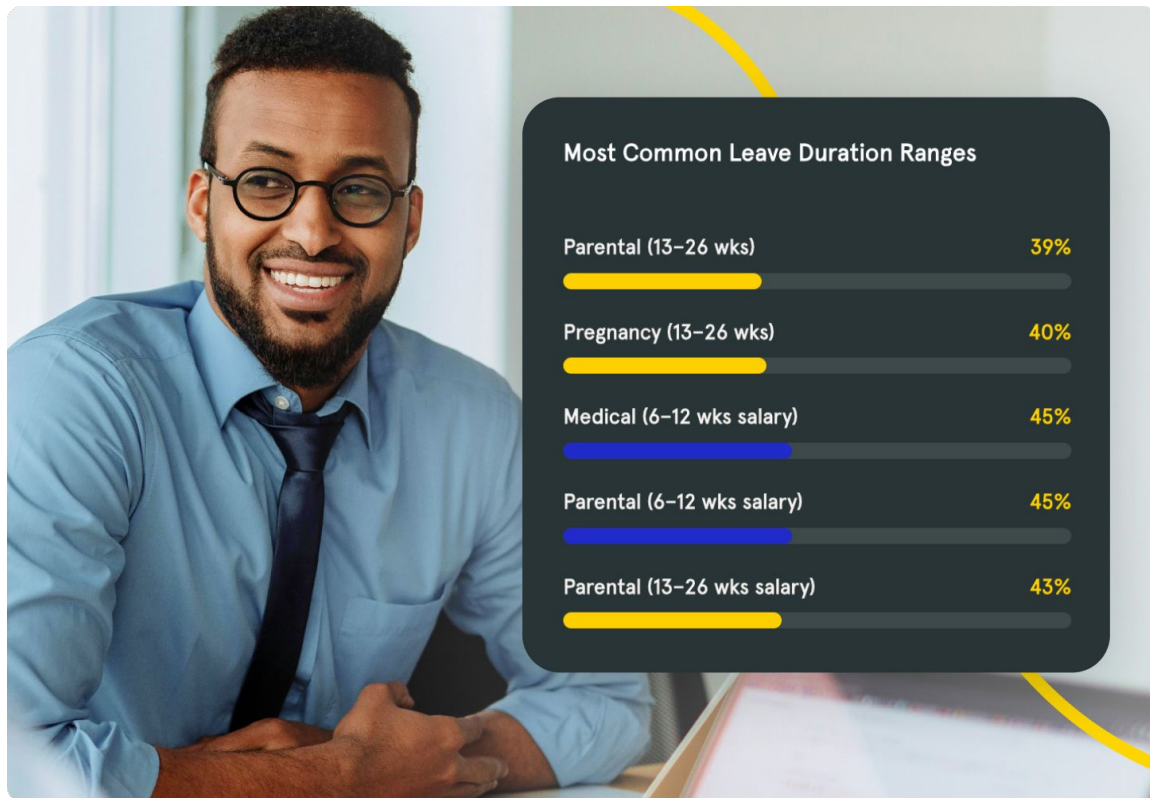 Most Common Leave Duration Ranges
Parental (13–26 wks) 39%
Pregnancy (13–26 wks) 40%
Medical (6–12 wks salary) 45%
Parental (6–12 wks salary) 45%
Parental (13–26 wks salary) 43%